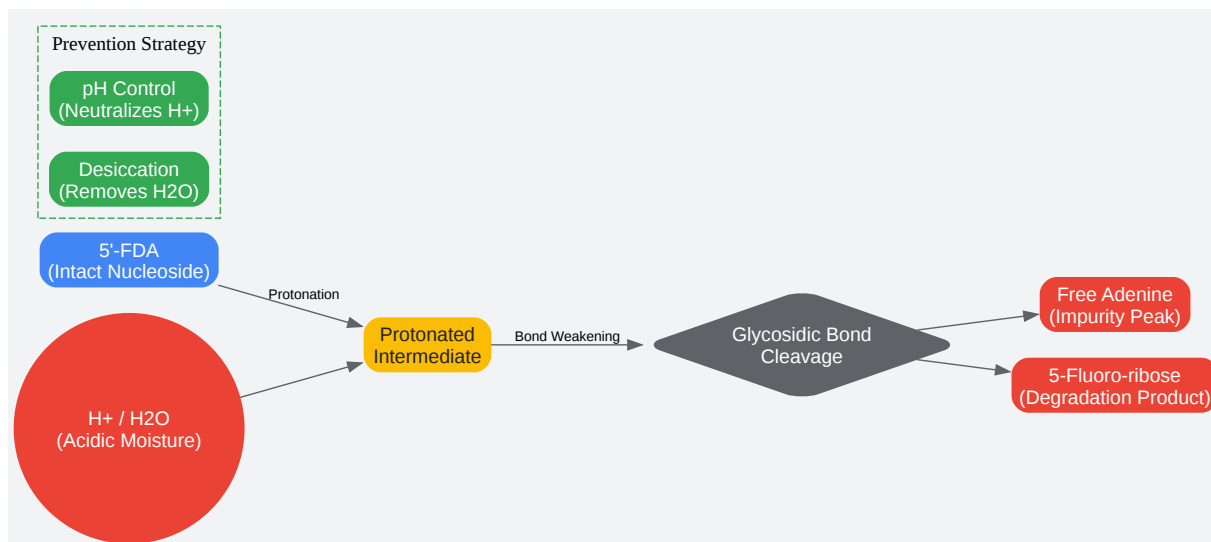 Prevention Strategy
pH Control
(Neutralizes H+)
Desiccation
(Removes H2O)
5'-FDA
(Intact Nucleoside)
Protonation
H+ / H2O
(Acidic Moisture)
Protonated
Intermediate
Bond Weakening
Glycosidic Bond
Cleavage
Free Adenine
(Impurity Peak)
5-Fluoro-ribose
(Degradation Product)